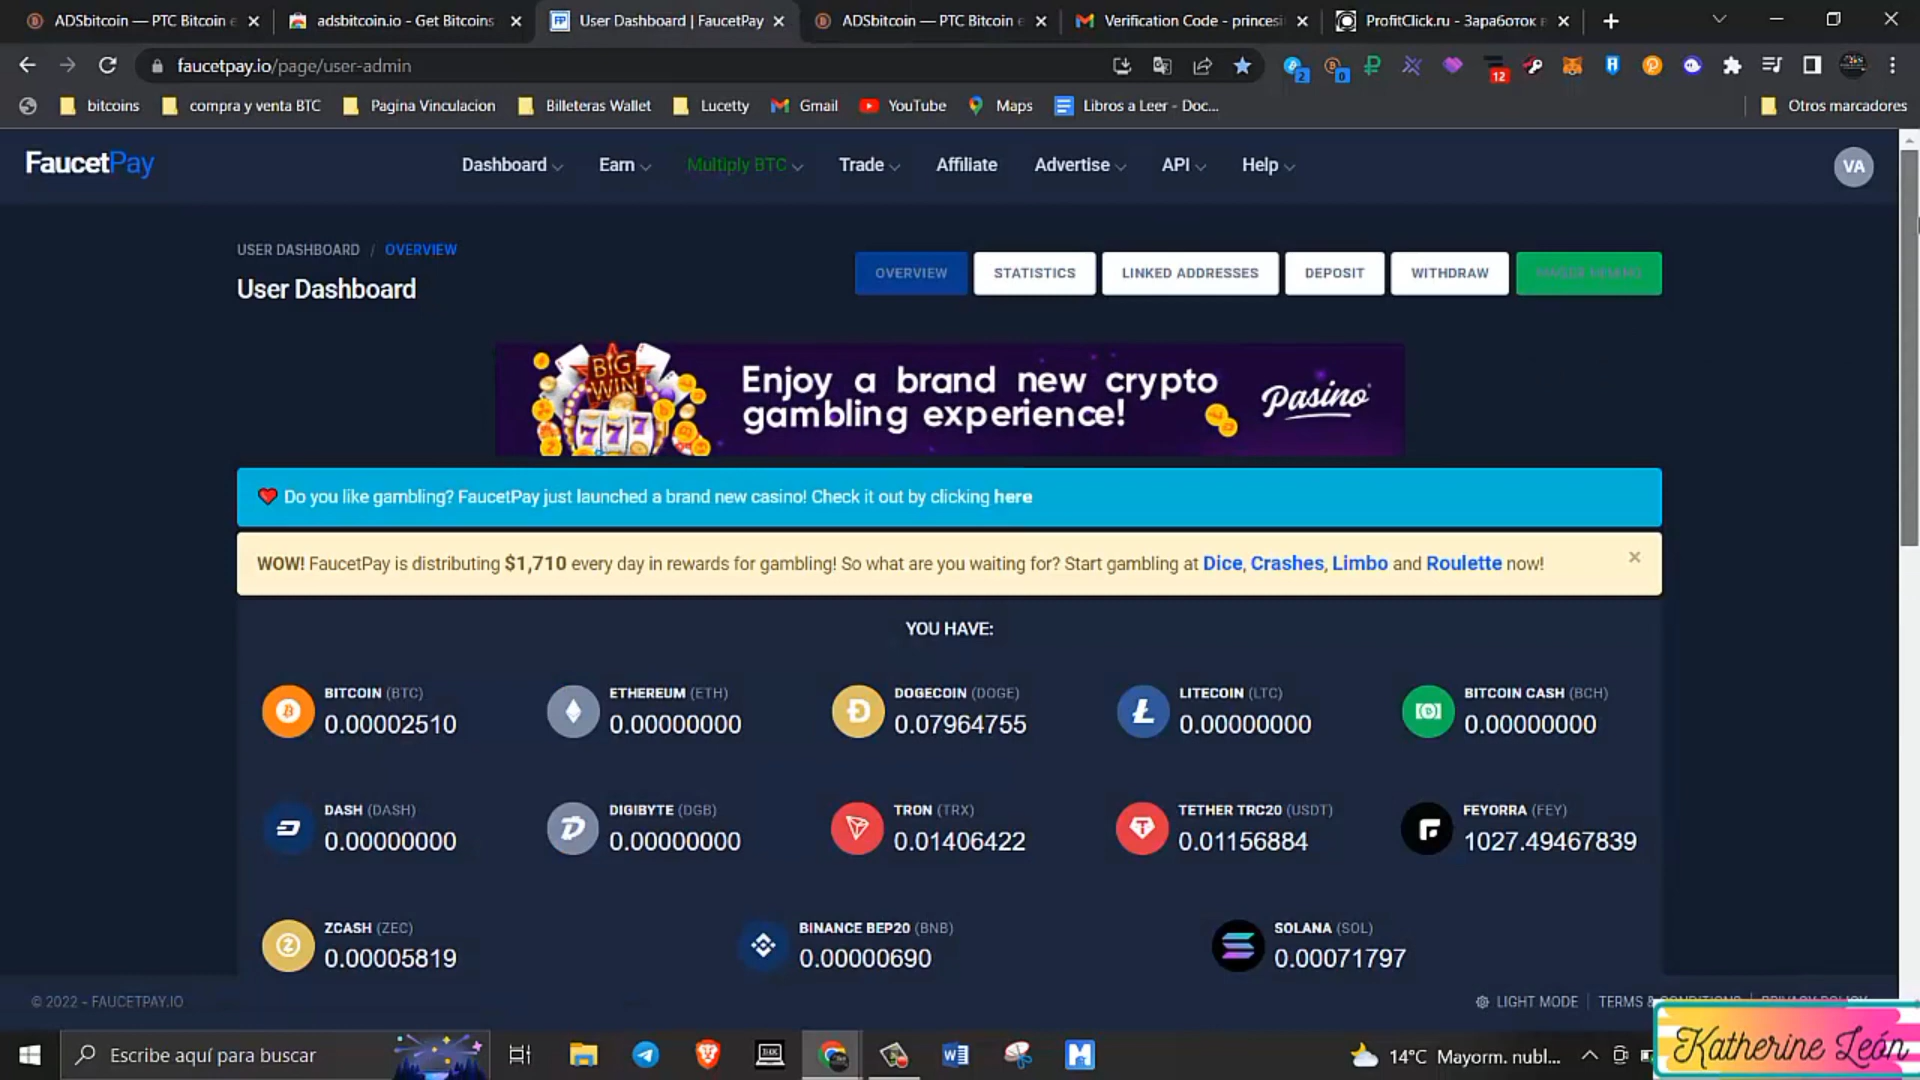 ADSbitcoin — PTC Bitcoin e
adsbitcoin.io - Get Bitcoins
User Dashboard | FaucetPay
ADSbitcoin — PTC Bitcoin e
Verification Code - princesi
ProfitClick.ru - Заработок в
faucetpay.io/page/user-admin
2
0
12
bitcoins
compra y venta BTC
Pagina Vinculacion
Billeteras Wallet
Lucetty
Gmail
YouTube
Maps
Libros a Leer - Doc...
Otros marcadores
FaucetPay
Dashboard
Earn
Multiply BTC
Trade
Affiliate
Advertise
API
Help
VA
USER DASHBOARD / OVERVIEW
User Dashboard
OVERVIEW
STATISTICS
LINKED ADDRESSES
DEPOSIT
WITHDRAW
BIG WIN
777
Enjoy a brand new crypto
gambling experience!
Pasino
Do you like gambling? FaucetPay just launched a brand new casino! Check it out by clicking here
WOW! FaucetPay is distributing $1,710 every day in rewards for gambling! So what are you waiting for? Start gambling at Dice, Crashes, Limbo and Roulette now!
YOU HAVE:
BITCOIN (BTC)
0.00002510
ETHEREUM (ETH)
0.00000000
DOGECOIN (DOGE)
0.07964755
LITECOIN (LTC)
0.00000000
BITCOIN CASH (BCH)
0.00000000
DASH (DASH)
0.00000000
DIGIBYTE (DGB)
0.00000000
TRON (TRX)
0.01406422
TETHER TRC20 (USDT)
0.01156884
FEYORRA (FEY)
1027.49467839
ZCASH (ZEC)
0.00005819
BINANCE BEP20 (BNB)
0.00000690
SOLANA (SOL)
0.00071797
© 2022 - FAUCETPAY.IO
LIGHT MODE
TERMS & CONDITIONS
PRIVACY POLICY
Escribe aquí para buscar
14°C Mayorm. nubl...
Katherine León